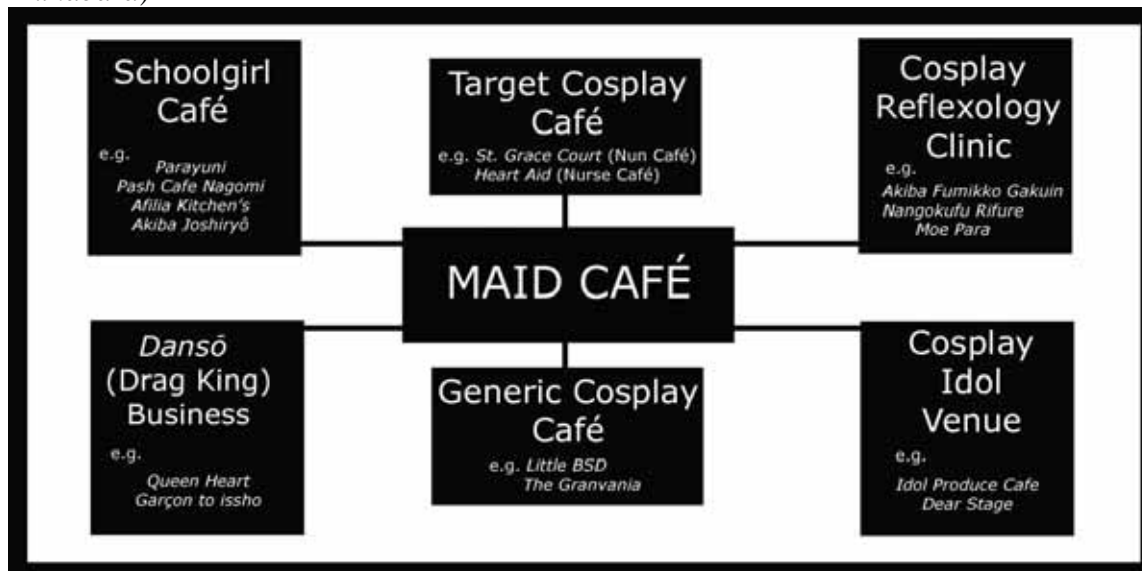 Schoolgirl
Café
e.g.
Parayuni
Pash Cafe Nagomi
Afilia Kitchen's
Akiba Joshiryô
Target Cosplay
Café
e.g. St. Grace Court (Nun Café)
Heart Aid (Nurse Café)
Cosplay
Reflexology
Clinic
e.g.
Akiba Fumikko Gakuin
Nangokufu Rifure
Moe Para
MAID CAFÉ
Dansō
(Drag King)
Business
e.g.
Queen Heart
Garçon to issho
Generic Cosplay
Café
e.g. Little BSD
The Granvania
Cosplay
Idol
Venue
e.g.
Idol Produce Cafe
Dear Stage